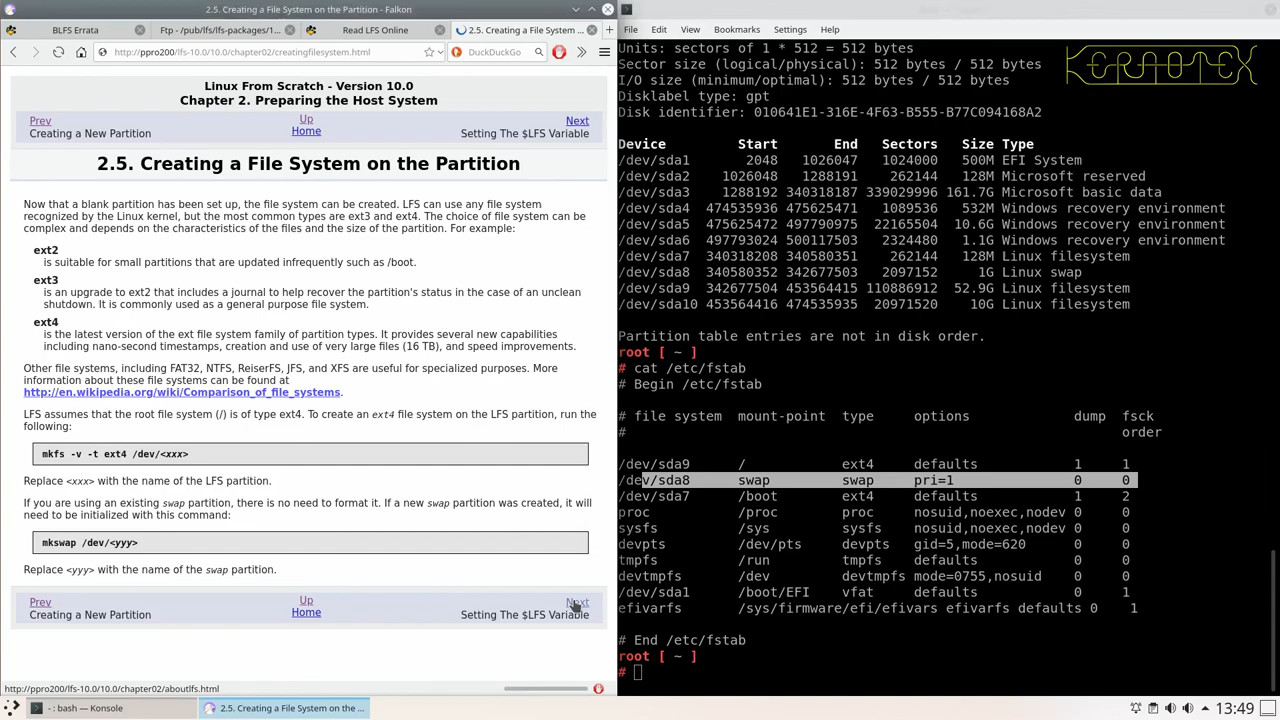 2.5. Creating a File System on the Partition - Falkon
BLFS Errata
Ftp - /pub/lfs/lfs-packages/1...
Read LFS Online
2.5. Creating a File System on the Partition ...
http://ppro200/lfs-10.0/10.0/chapter02/creatingfilesystem.html
DuckDuckGo
Linux From Scratch - Version 10.0
Chapter 2. Preparing the Host System
Prev
Up
Next
Creating a New Partition
Home
Setting The $LFS Variable
2.5. Creating a File System on the Partition
Now that a blank partition has been set up, the file system can be created. LFS can use any file system
recognized by the Linux kernel, but the most common types are ext3 and ext4. The choice of file system can be
complex and depends on the characteristics of the files and the size of the partition. For example:
ext2
is suitable for small partitions that are updated infrequently such as /boot.
ext3
is an upgrade to ext2 that includes a journal to help recover the partition's status in the case of an unclean
shutdown. It is commonly used as a general purpose file system.
ext4
is the latest version of the ext file system family of partition types. It provides several new capabilities
including nano-second timestamps, creation and use of very large files (16 TB), and speed improvements.
Other file systems, including FAT32, NTFS, ReiserFS, JFS, and XFS are useful for specialized purposes. More
information about these file systems can be found at
http://en.wikipedia.org/wiki/Comparison_of_file_systems.
LFS assumes that the root file system (/) is of type ext4. To create an ext4 file system on the LFS partition, run the
following:
mkfs -v -t ext4 /dev/<xxx>
Replace <xxx> with the name of the LFS partition.
If you are using an existing swap partition, there is no need to format it. If a new swap partition was created, it will
need to be initialized with this command:
mkswap /dev/<yyy>
Replace <yyy> with the name of the swap partition.
Prev
Up
Next
Creating a New Partition
Home
Setting The $LFS Variable
http://ppro200/lfs-10.0/10.0/chapter02/aboutlfs.html
- : bash — Konsole
File Edit View Bookmarks Settings Help
KERNOTEX
Units: sectors of 1 * 512 = 512 bytes
Sector size (logical/physical): 512 bytes / 512 bytes
I/O size (minimum/optimal): 512 bytes / 512 bytes
Disklabel type: gpt
Disk identifier: 010641E1-316E-4F63-B555-B77C094168A2
Device Start End Sectors Size Type
/dev/sda1 2048 1026047 1024000 500M EFI System
/dev/sda2 1026048 1288191 262144 128M Microsoft reserved
/dev/sda3 1288192 340318187 339029996 161.7G Microsoft basic data
/dev/sda4 474535936 475625471 1089536 532M Windows recovery environment
/dev/sda5 475625472 497790975 22165504 10.6G Windows recovery environment
/dev/sda6 497793024 500117503 2324480 1.1G Windows recovery environment
/dev/sda7 340318208 340580351 262144 128M Linux filesystem
/dev/sda8 340580352 342677503 2097152 1G Linux swap
/dev/sda9 342677504 453564415 110886912 52.9G Linux filesystem
/dev/sda10 453564416 474535935 20971520 10G Linux filesystem
Partition table entries are not in disk order.
root [ ~ ]
# cat /etc/fstab
# Begin /etc/fstab
# file system mount-point type options dump fsck
# order
/dev/sda9 / ext4 defaults 1 1
/dev/sda8 swap swap pri=1 0 0
/dev/sda7 /boot ext4 defaults 1 2
proc /proc proc nosuid,noexec,nodev 0 0
sysfs /sys sysfs nosuid,noexec,nodev 0 0
devpts /dev/pts devpts gid=5,mode=620 0 0
tmpfs /run tmpfs defaults 0 0
devtmpfs /dev devtmpfs mode=0755,nosuid 0 0
/dev/sda1 /boot/EFI vfat defaults 0 1
efivarfs /sys/firmware/efi/efivars efivarfs defaults 0 1
# End /etc/fstab
root [ ~ ]
#
2.5. Creating a File System on the ...
13:49